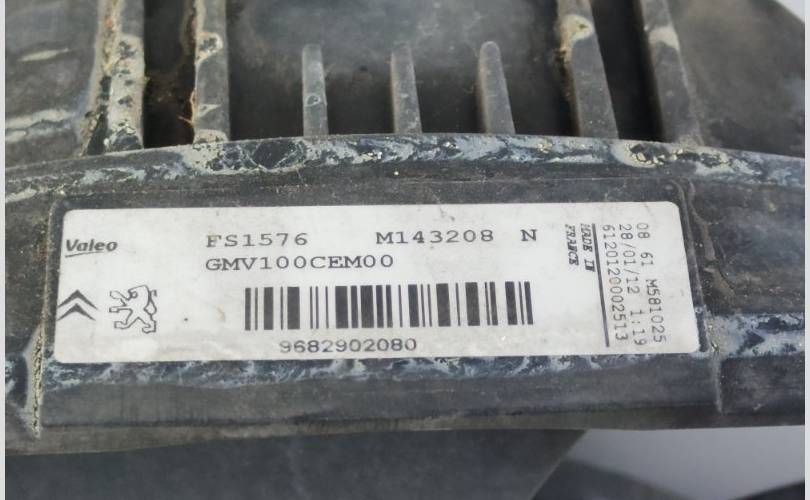 Valeo
FS1576 M143208 N
GMV100CEM00
9682902080
MADE IN
FRANCE
08 61 M581025
28/01/12 1:19
6120120002513